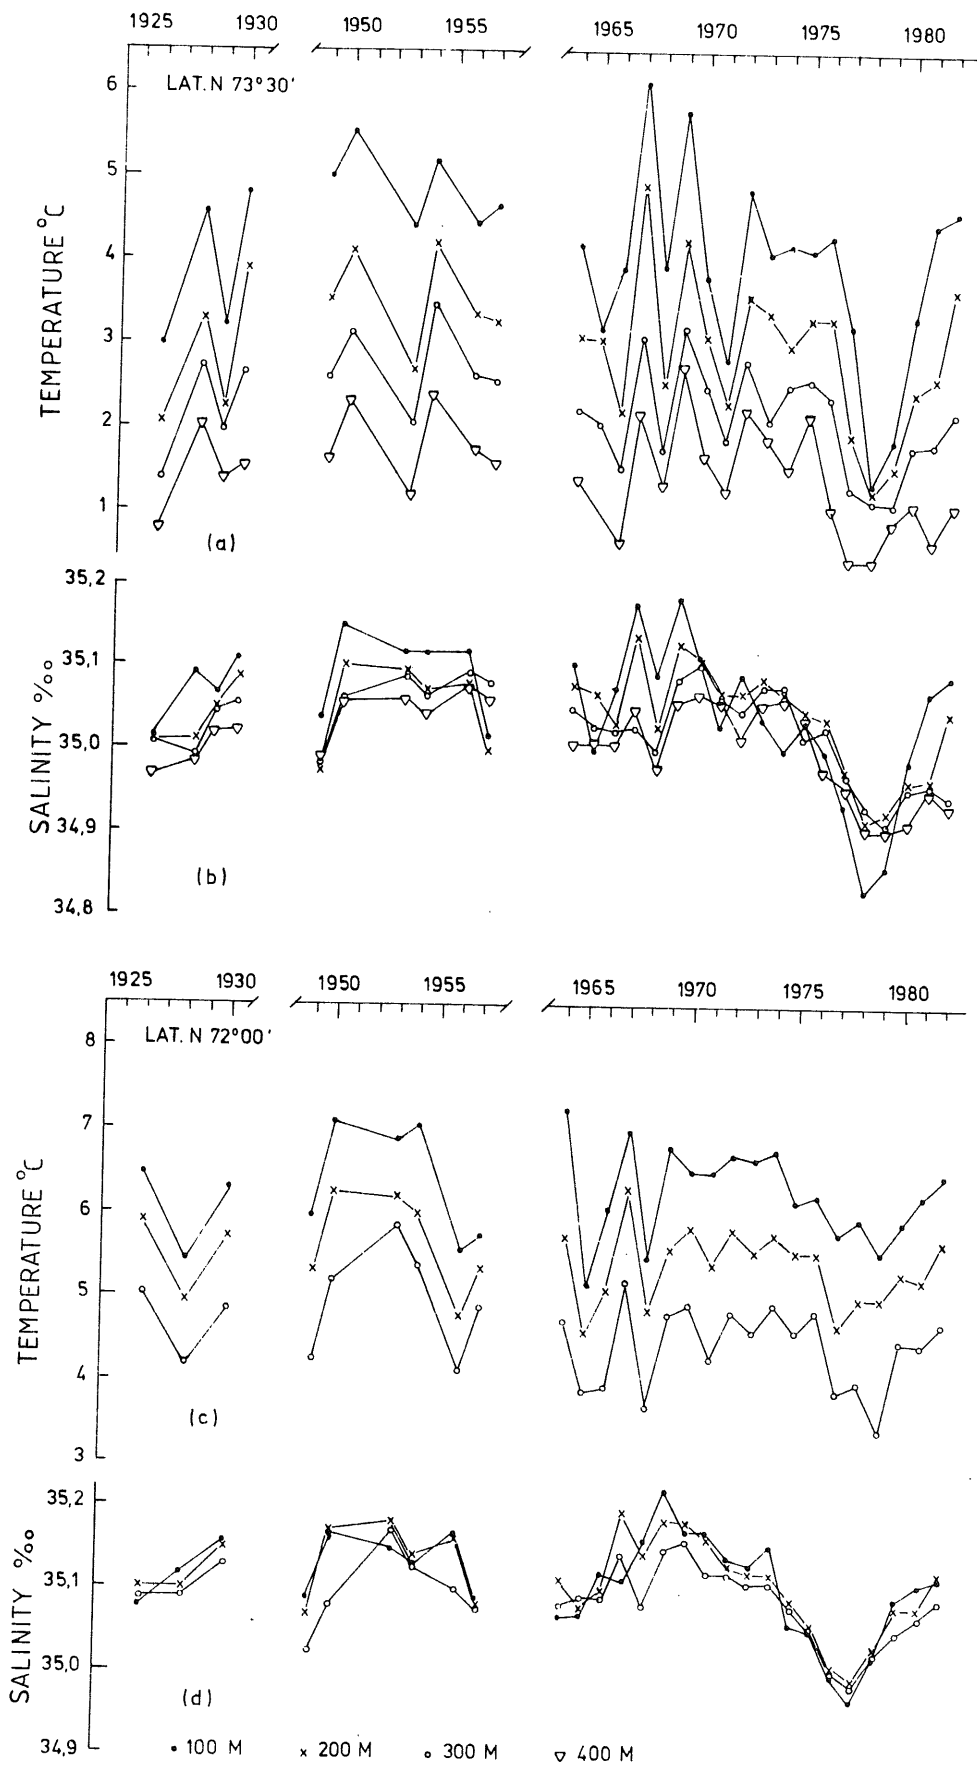 1925 1930 1950 1955 1965 1970 1975 1980
LAT. N 73°30'
TEMPERATURE °C
6
5
4
3
2
1
(a)
SALINITY ‰
35,2
35,1
35,0
34,9
34,8
(b)
1925 1930 1950 1955 1965 1970 1975 1980
LAT. N 72°00'
TEMPERATURE °C
8
7
6
5
4
3
(c)
SALINITY ‰
35,2
35,1
35,0
34,9
(d)
• 100 M × 200 M ○ 300 M ▽ 400 M